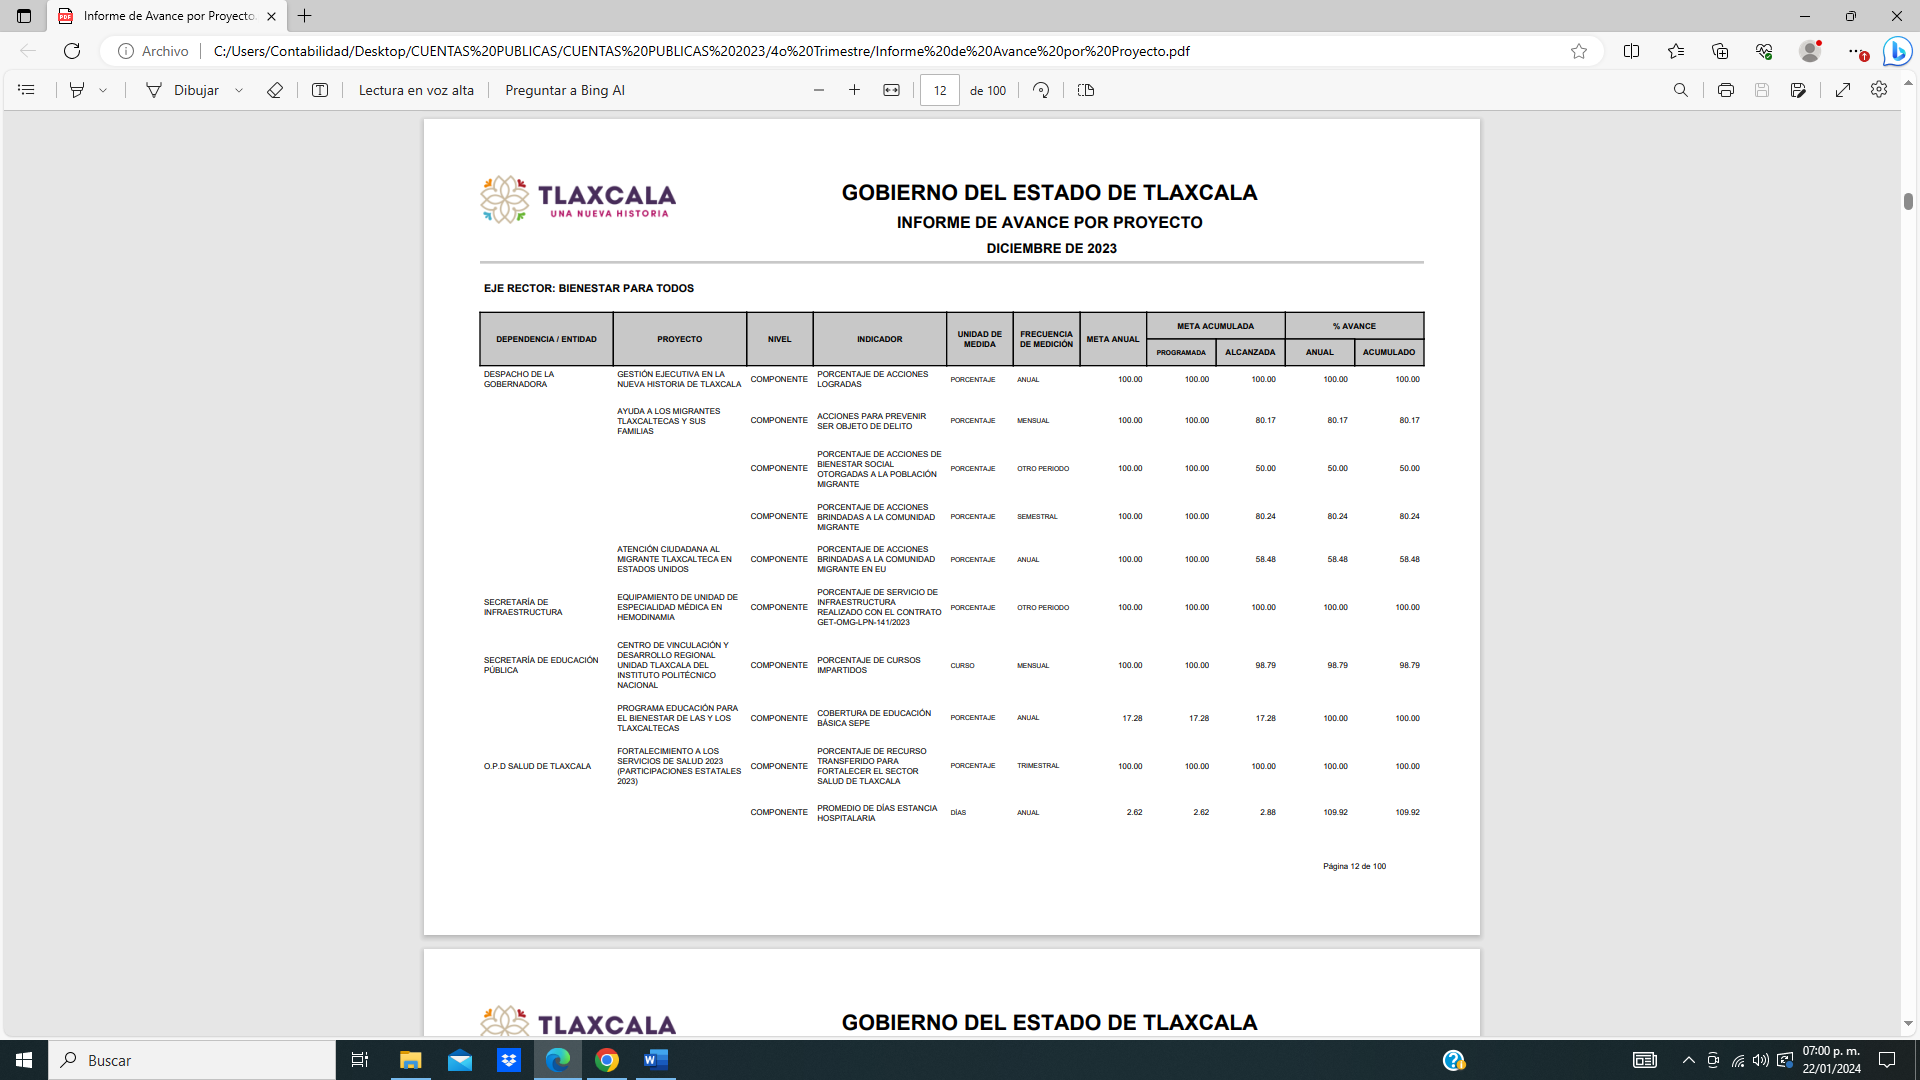 Informe de Avance por Proyecto.
Archivo
C:/Users/Contabilidad/Desktop/CUENTAS%20PUBLICAS/CUENTAS%20PUBLICAS%202023/4o%20Trimestre/Informe%20de%20Avance%20por%20Proyecto.pdf
Dibujar
Lectura en voz alta
Preguntar a Bing AI
12
de 100
TLAXCALA
UNA NUEVA HISTORIA
GOBIERNO DEL ESTADO DE TLAXCALA
INFORME DE AVANCE POR PROYECTO
DICIEMBRE DE 2023
EJE RECTOR: BIENESTAR PARA TODOS
DEPENDENCIA / ENTIDAD
PROYECTO
NIVEL
INDICADOR
UNIDAD DE
MEDIDA
FRECUENCIA
DE MEDICIÓN
META ANUAL
META ACUMULADA
PROGRAMADA
ALCANZADA
% AVANCE
ANUAL
ACUMULADO
DESPACHO DE LA
GOBERNADORA
GESTIÓN EJECUTIVA EN LA
NUEVA HISTORIA DE TLAXCALA
COMPONENTE
PORCENTAJE DE ACCIONES
LOGRADAS
PORCENTAJE
ANUAL
100.00
100.00
100.00
100.00
100.00
AYUDA A LOS MIGRANTES
TLAXCALTECAS Y SUS
FAMILIAS
COMPONENTE
ACCIONES PARA PREVENIR
SER OBJETO DE DELITO
PORCENTAJE
MENSUAL
100.00
100.00
80.17
80.17
80.17
COMPONENTE
PORCENTAJE DE ACCIONES DE
BIENESTAR SOCIAL
OTORGADAS A LA POBLACIÓN
MIGRANTE
PORCENTAJE
OTRO PERIODO
100.00
100.00
50.00
50.00
50.00
COMPONENTE
PORCENTAJE DE ACCIONES
BRINDADAS A LA COMUNIDAD
MIGRANTE
PORCENTAJE
SEMESTRAL
100.00
100.00
80.24
80.24
80.24
ATENCIÓN CIUDADANA AL
MIGRANTE TLAXCALTECA EN
ESTADOS UNIDOS
COMPONENTE
PORCENTAJE DE ACCIONES
BRINDADAS A LA COMUNIDAD
MIGRANTE EN EU
PORCENTAJE
ANUAL
100.00
100.00
58.48
58.48
58.48
SECRETARÍA DE
INFRAESTRUCTURA
EQUIPAMIENTO DE UNIDAD DE
ESPECIALIDAD MÉDICA EN
HEMODINAMIA
COMPONENTE
PORCENTAJE DE SERVICIO DE
INFRAESTRUCTURA
REALIZADO CON EL CONTRATO
GET-OMG-LPN-141/2023
PORCENTAJE
OTRO PERIODO
100.00
100.00
100.00
100.00
100.00
SECRETARÍA DE EDUCACIÓN
PÚBLICA
CENTRO DE VINCULACIÓN Y
DESARROLLO REGIONAL
UNIDAD TLAXCALA DEL
INSTITUTO POLITÉCNICO
NACIONAL
COMPONENTE
PORCENTAJE DE CURSOS
IMPARTIDOS
CURSO
MENSUAL
100.00
100.00
98.79
98.79
98.79
PROGRAMA EDUCACIÓN PARA
EL BIENESTAR DE LAS Y LOS
TLAXCALTECAS
COMPONENTE
COBERTURA DE EDUCACIÓN
BÁSICA SEPE
PORCENTAJE
ANUAL
17.28
17.28
17.28
100.00
100.00
O.P.D SALUD DE TLAXCALA
FORTALECIMIENTO A LOS
SERVICIOS DE SALUD 2023
(PARTICIPACIONES ESTATALES
2023)
COMPONENTE
PORCENTAJE DE RECURSO
TRANSFERIDO PARA
FORTALECER EL SECTOR
SALUD DE TLAXCALA
PORCENTAJE
TRIMESTRAL
100.00
100.00
100.00
100.00
100.00
COMPONENTE
PROMEDIO DE DÍAS ESTANCIA
HOSPITALARIA
DÍAS
ANUAL
2.62
2.62
2.88
109.92
109.92
Página 12 de 100
TLAXCALA
GOBIERNO DEL ESTADO DE TLAXCALA
Buscar
07:00 p. m.
22/01/2024